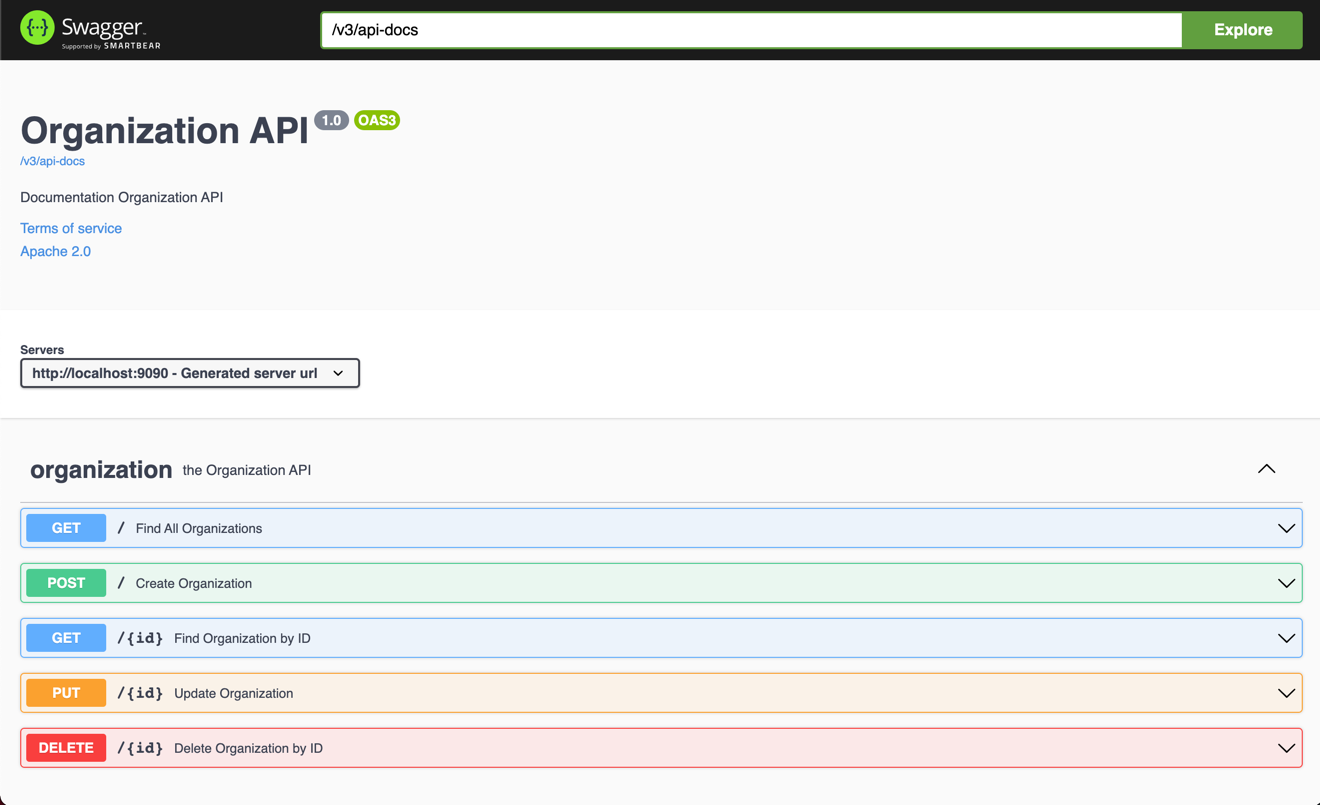 {···} Swagger™
Supported by SMARTBEAR
/v3/api-docs
Explore
Organization API 1.0 OAS3
/v3/api-docs
Documentation Organization API
Terms of service
Apache 2.0
Servers
http://localhost:9090 - Generated server url
organization the Organization API
GET / Find All Organizations
POST / Create Organization
GET /{id} Find Organization by ID
PUT /{id} Update Organization
DELETE /{id} Delete Organization by ID